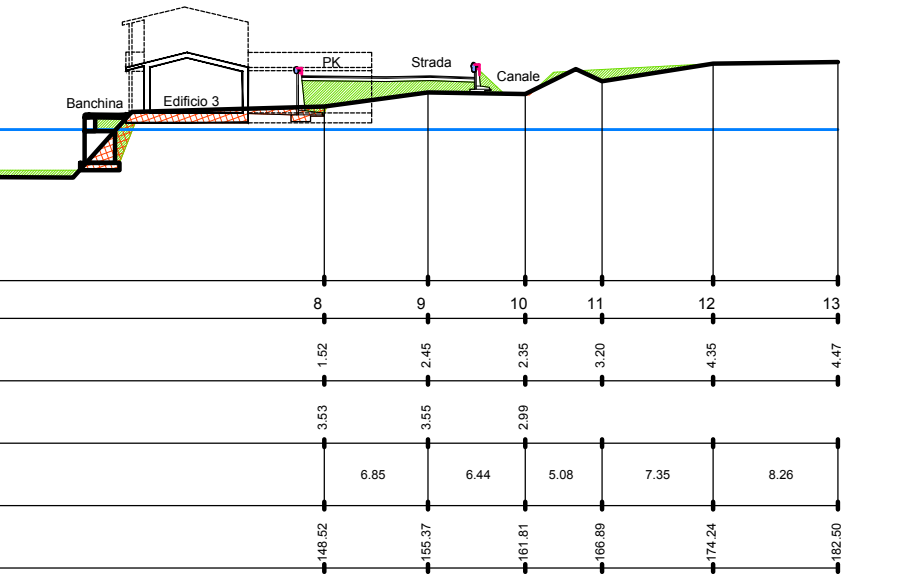 PK
Strada
Canale
Banchina
Edificio 3
8 9 10 11 12 13
1.52 2.45 2.35 3.20 4.35 4.47
3.53 3.55 2.99
6.85 6.44 5.08 7.35 8.26
148.52 155.37 161.81 166.89 174.24 182.50